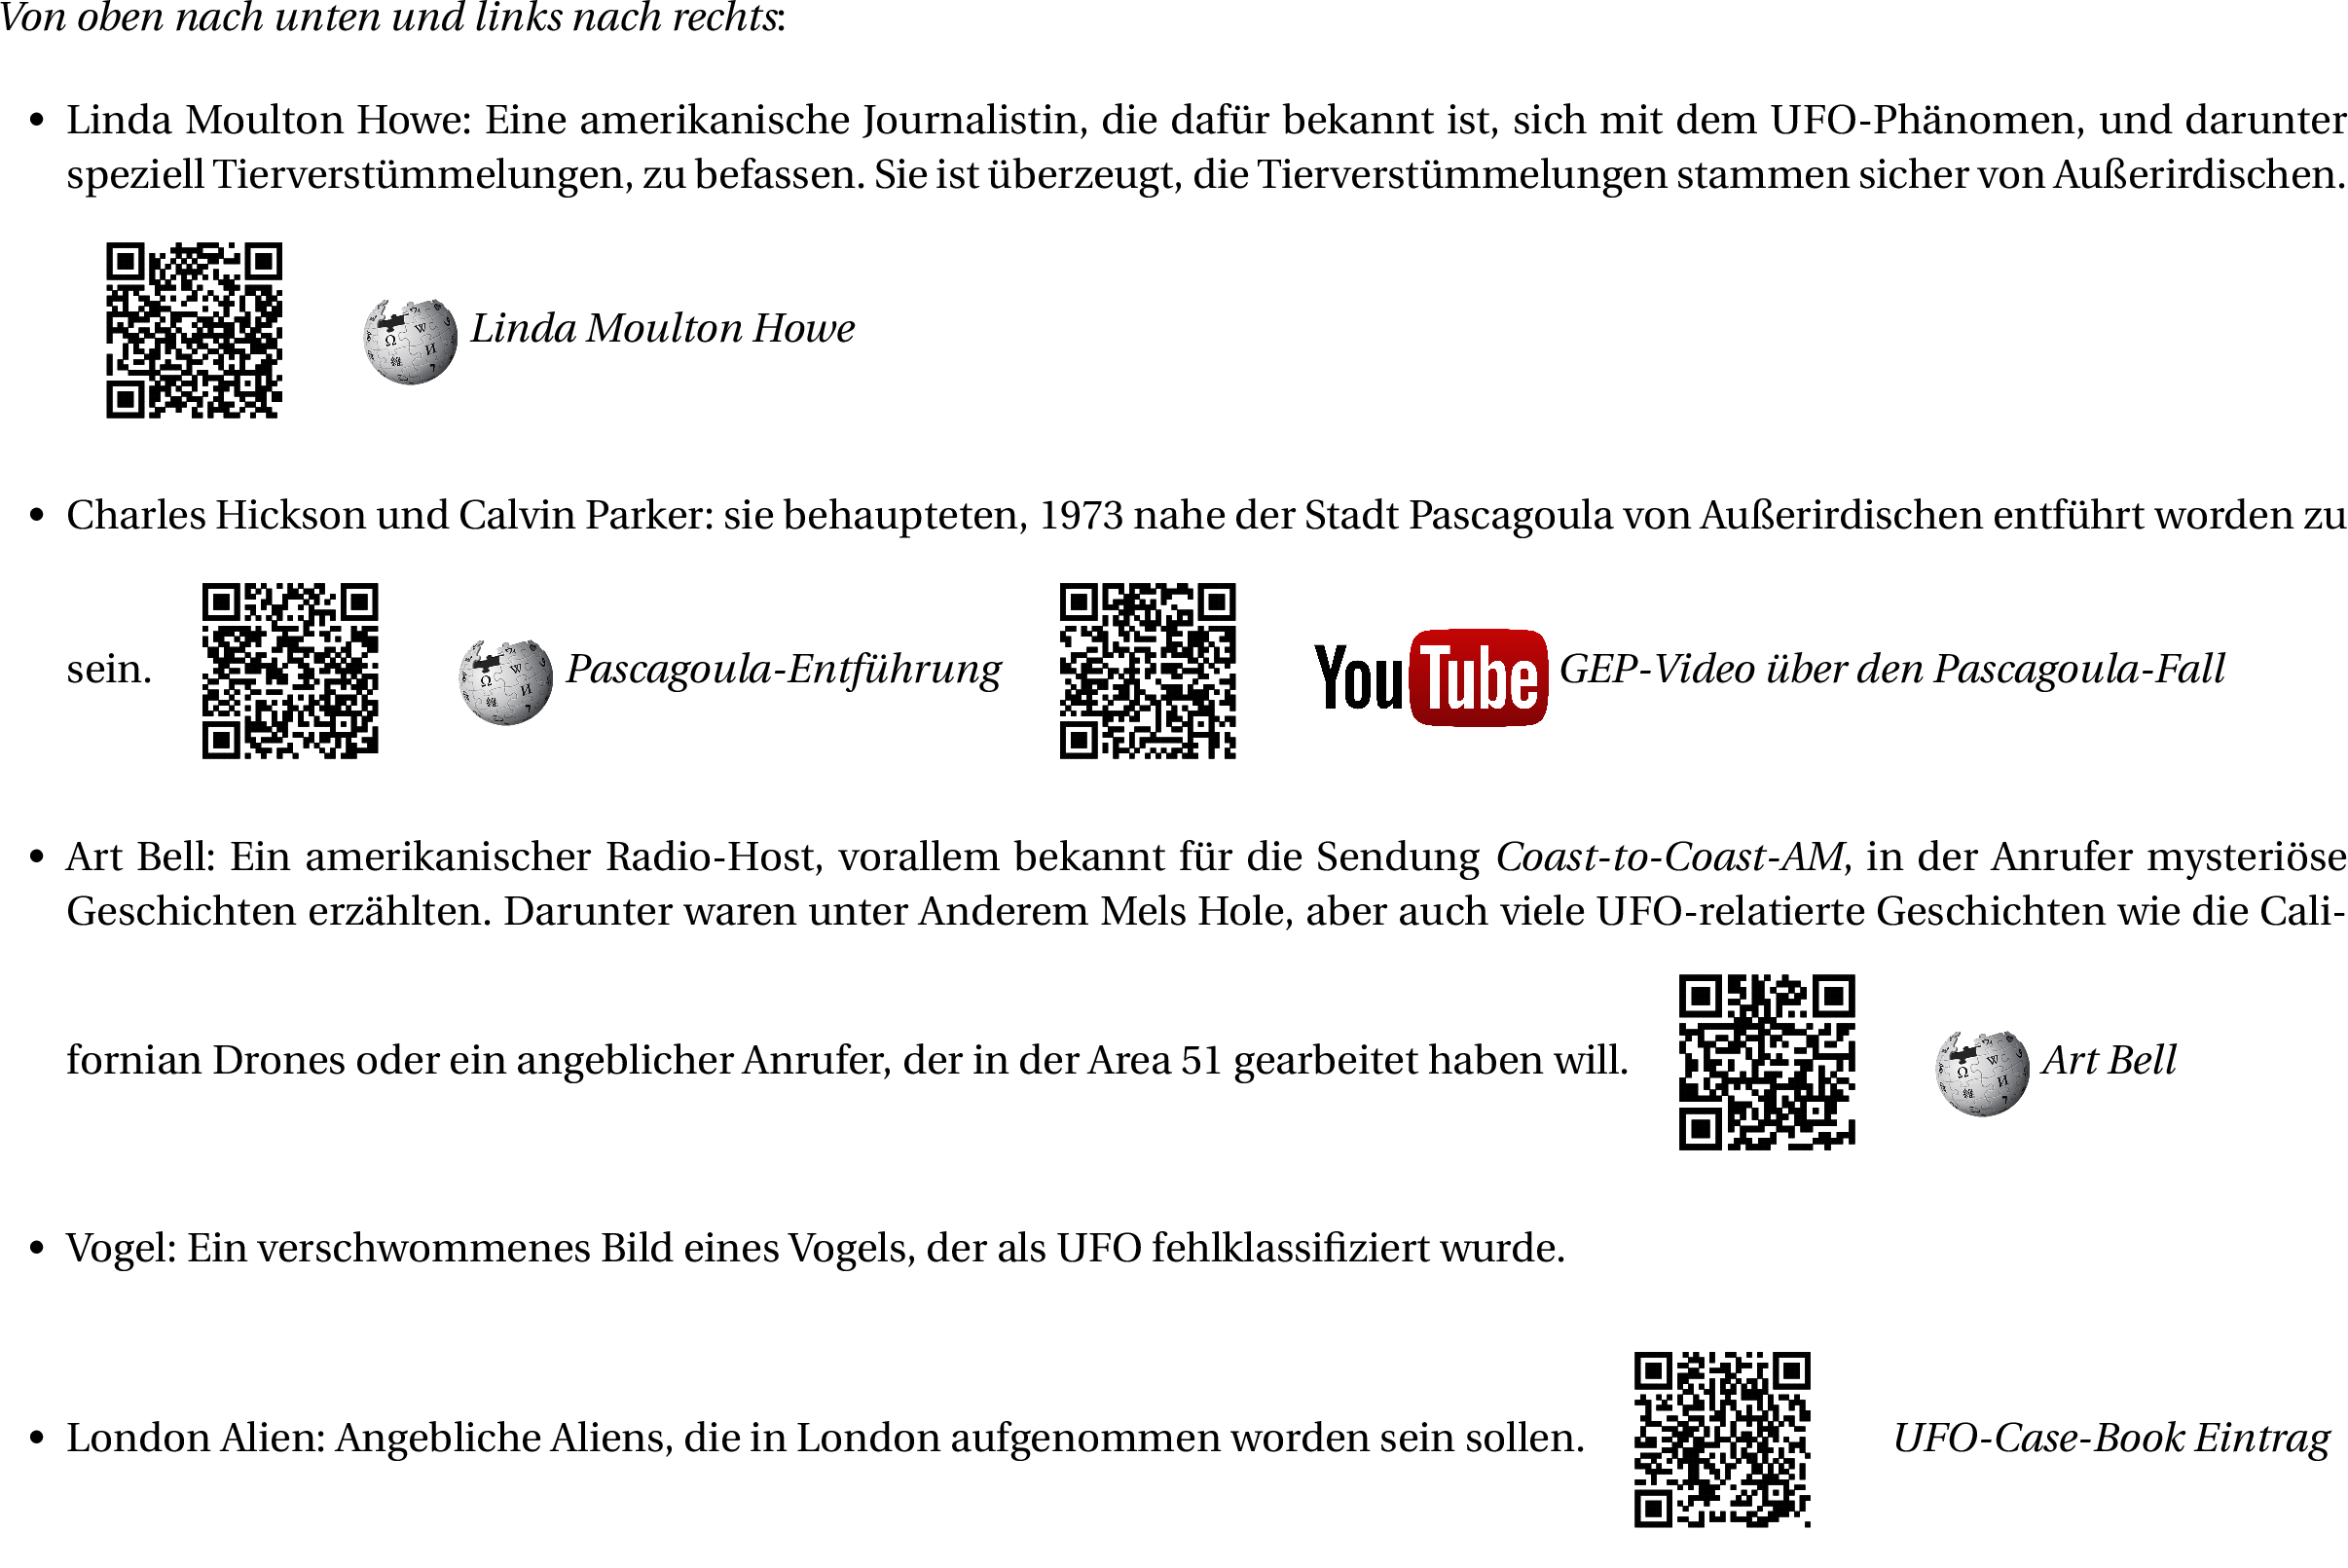 Von oben nach unten und links nach rechts:
• Linda Moulton Howe: Eine amerikanische Journalistin, die dafür bekannt ist, sich mit dem UFO-Phänomen, und darunter
speziell Tierverstümmelungen, zu befassen. Sie ist überzeugt, die Tierverstümmelungen stammen sicher von Außerirdischen.
Linda Moulton Howe
• Charles Hickson und Calvin Parker: sie behaupteten, 1973 nahe der Stadt Pascagoula von Außerirdischen entführt worden zu
sein. Pascagoula-Entführung YouTube GEP-Video über den Pascagoula-Fall
• Art Bell: Ein amerikanischer Radio-Host, vorallem bekannt für die Sendung Coast-to-Coast-AM, in der Anrufer mysteriöse
Geschichten erzählten. Darunter waren unter Anderem Mels Hole, aber auch viele UFO-relatierte Geschichten wie die Cali-
fornian Drones oder ein angeblicher Anrufer, der in der Area 51 gearbeitet haben will. Art Bell
• Vogel: Ein verschwommenes Bild eines Vogels, der als UFO fehlklassifiziert wurde.
• London Alien: Angebliche Aliens, die in London aufgenommen worden sein sollen. UFO-Case-Book Eintrag